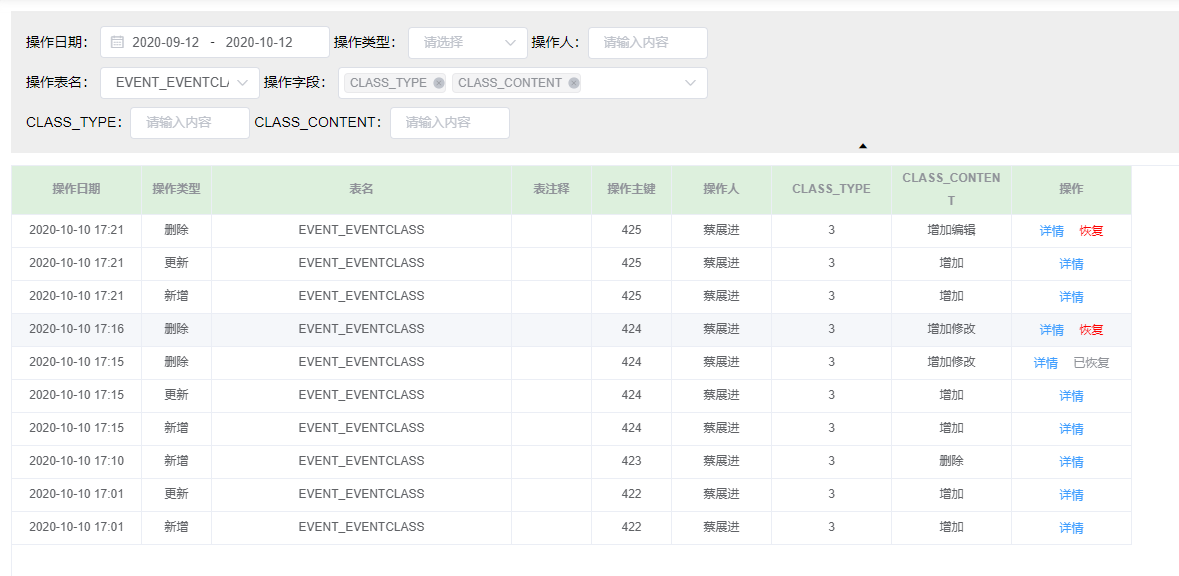 操作日期： 2020-09-12 - 2020-10-12 操作类型： 请选择 操作人： 请输入内容
操作表名： EVENT_EVENTCL 操作字段： CLASS_TYPE CLASS_CONTENT
CLASS_TYPE： 请输入内容 CLASS_CONTENT： 请输入内容
操作日期 操作类型 表名 表注释 操作主键 操作人 CLASS_TYPE CLASS_CONTEN
T 操作
2020-10-10 17:21 删除 EVENT_EVENTCLASS 425 蔡展进 3 增加编辑 详情 恢复
2020-10-10 17:21 更新 EVENT_EVENTCLASS 425 蔡展进 3 增加 详情
2020-10-10 17:21 新增 EVENT_EVENTCLASS 425 蔡展进 3 增加 详情
2020-10-10 17:16 删除 EVENT_EVENTCLASS 424 蔡展进 3 增加修改 详情 恢复
2020-10-10 17:15 删除 EVENT_EVENTCLASS 424 蔡展进 3 增加修改 详情 已恢复
2020-10-10 17:15 更新 EVENT_EVENTCLASS 424 蔡展进 3 增加 详情
2020-10-10 17:15 新增 EVENT_EVENTCLASS 424 蔡展进 3 增加 详情
2020-10-10 17:10 新增 EVENT_EVENTCLASS 423 蔡展进 3 删除 详情
2020-10-10 17:01 更新 EVENT_EVENTCLASS 422 蔡展进 3 增加 详情
2020-10-10 17:01 新增 EVENT_EVENTCLASS 422 蔡展进 3 增加 详情